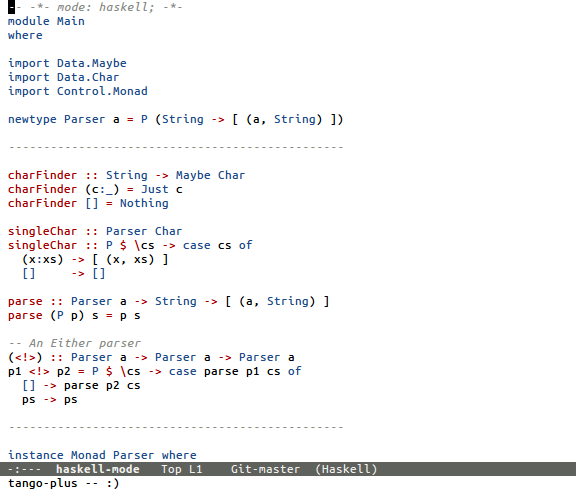 -- -*- mode: haskell; -*-
module Main
where
import Data.Maybe
import Data.Char
import Control.Monad
newtype Parser a = P (String -> [ (a, String) ])
------------------------------------------------
charFinder :: String -> Maybe Char
charFinder (c:_) = Just c
charFinder [] = Nothing
singleChar :: Parser Char
singleChar :: P $ \cs -> case cs of
  (x:xs) -> [ (x, xs) ]
  []     -> []
parse :: Parser a -> String -> [ (a, String) ]
parse (P p) s = p s
-- An Either parser
(<!>) :: Parser a -> Parser a -> Parser a
p1 <!> p2 = P $ \cs -> case parse p1 cs of
  [] -> parse p2 cs
  ps -> ps
------------------------------------------------
instance Monad Parser where
-:---  haskell-mode   Top L1    Git-master  (Haskell)
tango-plus -- :)